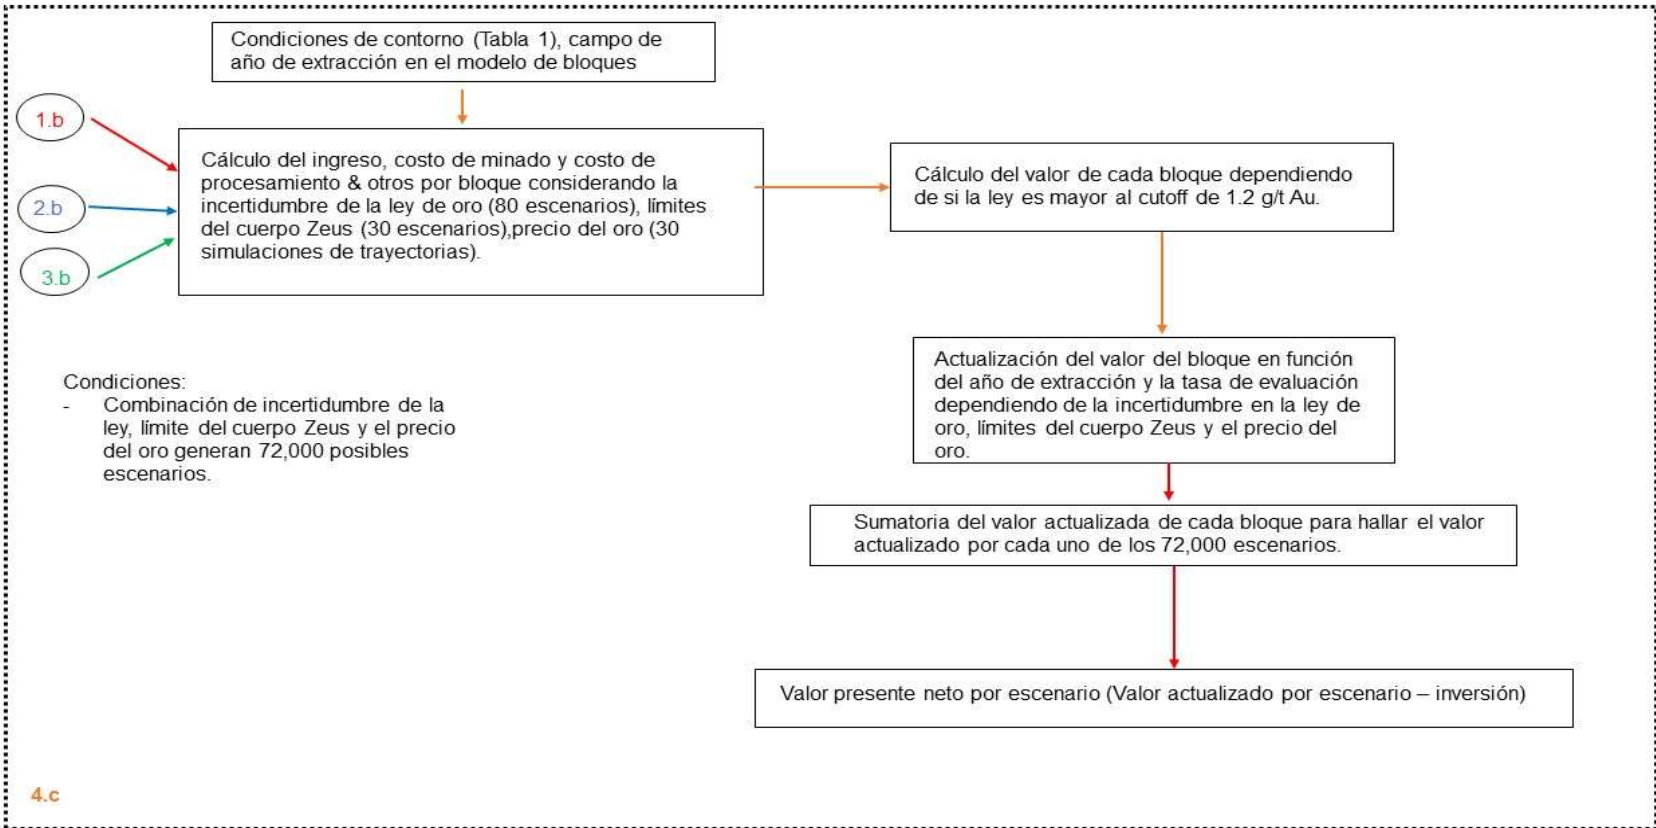 Condiciones de contorno (Tabla 1), campo de
año de extracción en el modelo de bloques
1.b
2.b
3.b
Cálculo del ingreso, costo de minado y costo de
procesamiento & otros por bloque considerando la
incertidumbre de la ley de oro (80 escenarios), límites
del cuerpo Zeus (30 escenarios),precio del oro (30
simulaciones de trayectorias).
Cálculo del valor de cada bloque dependiendo
de si la ley es mayor al cutoff de 1.2 g/t Au.
Condiciones:
- Combinación de incertidumbre de la
ley, límite del cuerpo Zeus y el precio
del oro generan 72,000 posibles
escenarios.
Actualización del valor del bloque en función
del año de extracción y la tasa de evaluación
dependiendo de la incertidumbre en la ley de
oro, límites del cuerpo Zeus y el precio del
oro.
Sumatoria del valor actualizada de cada bloque para hallar el valor
actualizado por cada uno de los 72,000 escenarios.
Valor presente neto por escenario (Valor actualizado por escenario – inversión)
4.c